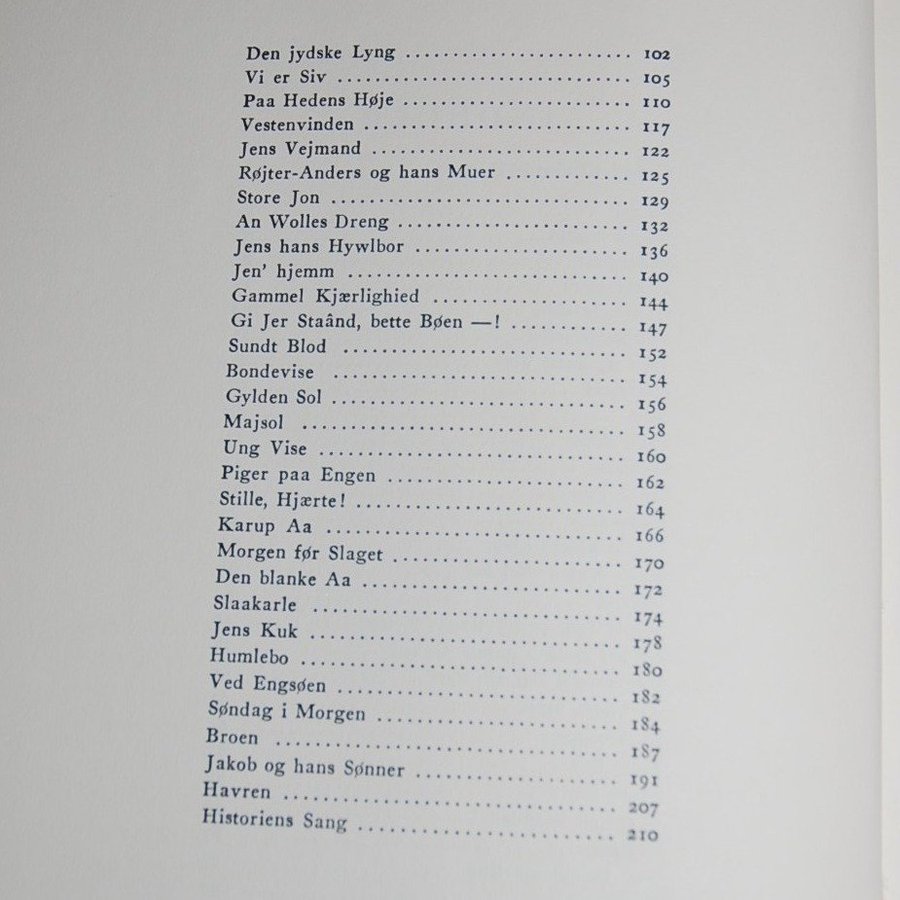 Den jydske Lyng ........................ 102
Vi er Siv .............................. 105
Paa Hedens Høje ........................ 110
Vestenvinden ........................... 117
Jens Vejmand ........................... 122
Røjter-Anders og hans Muer ............. 125
Store Jon .............................. 129
An Wolles Dreng ........................ 132
Jens hans Hywlbor ...................... 136
Jen' hjemm ............................. 140
Gammel Kjærlighied ..................... 144
Gi Jer Staând, bette Bøen —! ............ 147
Sundt Blod ............................. 152
Bondevise .............................. 154
Gylden Sol ............................. 156
Majsol ................................. 158
Ung Vise ............................... 160
Piger paa Engen ........................ 162
Stille, Hjærte! ........................ 164
Karup Aa ............................... 166
Morgen før Slaget ...................... 170
Den blanke Aa .......................... 172
Slaakarle .............................. 174
Jens Kuk ............................... 178
Humlebo ................................ 180
Ved Engsøen ............................ 182
Søndag i Morgen ........................ 184
Broen .................................. 187
Jakob og hans Sønner ................... 191
Havren ................................. 207
Historiens Sang ........................ 210